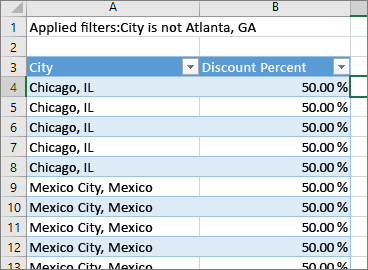 A B
1 Applied filters:City is not Atlanta, GA
2
3 City Discount Percent
4 Chicago, IL 50.00 %
5 Chicago, IL 50.00 %
6 Chicago, IL 50.00 %
7 Chicago, IL 50.00 %
8 Chicago, IL 50.00 %
9 Mexico City, Mexico 50.00 %
10 Mexico City, Mexico 50.00 %
11 Mexico City, Mexico 50.00 %
12 Mexico City, Mexico 50.00 %
13 Mexico City, Mexico 50.00 %